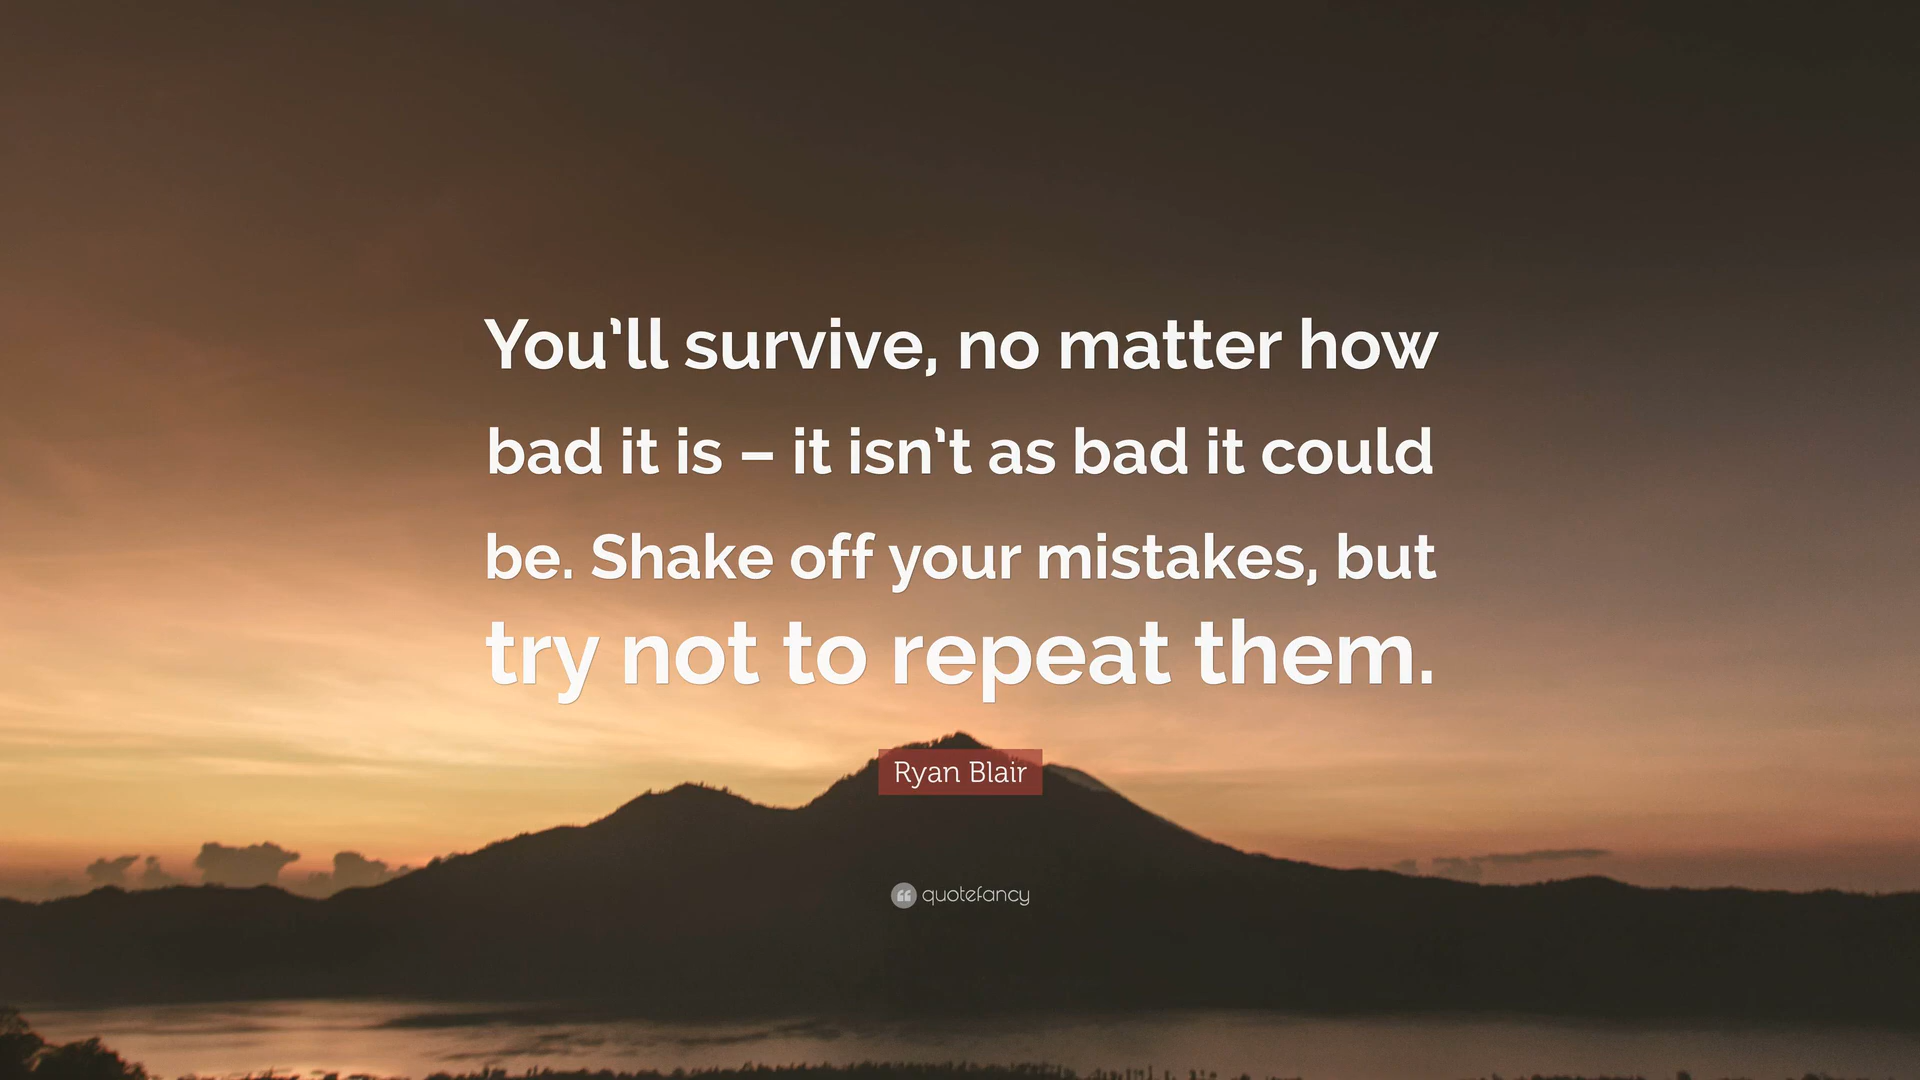 You’ll survive, no matter how
bad it is – it isn’t as bad it could
be. Shake off your mistakes, but
try not to repeat them.
Ryan Blair
quotefancy